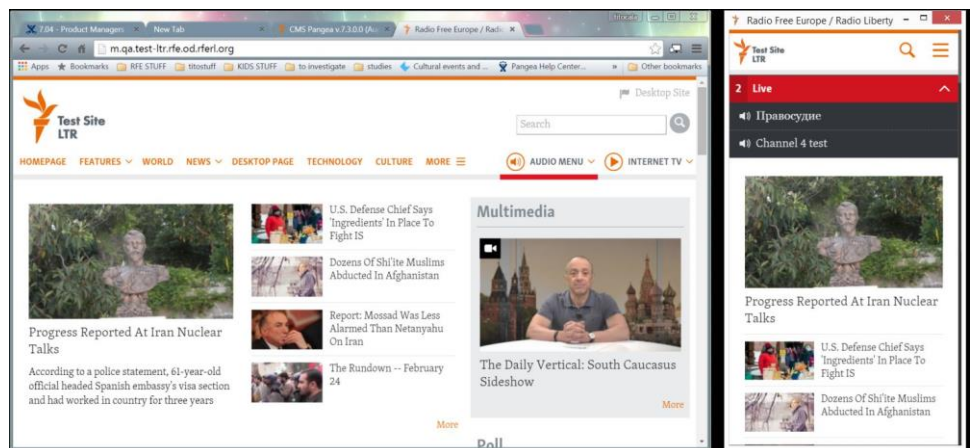 7.04 - Product Managers
New Tab
CMS Pangea v.7.3.0.0 (Au
Radio Free Europe / Radi
m.qa.test-ltr.rfe.od.rferl.org
Apps
Bookmarks
RFE STUFF
titostuff
KIDS STUFF
to investigate
studies
Cultural events and ...
Pangea Help Center...
»
Other bookmarks
Test Site
LTR
Desktop Site
Search
HOMEPAGE
FEATURES
WORLD
NEWS
DESKTOP PAGE
TECHNOLOGY
CULTURE
MORE
AUDIO MENU
INTERNET TV
Progress Reported At Iran Nuclear
Talks
According to a police statement, 61-year-old
official headed Spanish embassy's visa section
and had worked in country for three years
U.S. Defense Chief Says
'Ingredients' In Place To
Fight IS
Dozens Of Shi'ite Muslims
Abducted In Afghanistan
Report: Mossad Was Less
Alarmed Than Netanyahu
On Iran
The Rundown -- February
24
More
Multimedia
The Daily Vertical: South Caucasus
Sideshow
More
Poll
Radio Free Europe / Radio Liberty
Test Site
LTR
2 Live
Правосудие
Channel 4 test
Progress Reported At Iran Nuclear
Talks
U.S. Defense Chief Says
'Ingredients' In Place To
Fight IS
Dozens Of Shi'ite Muslims
Abducted In Afghanistan